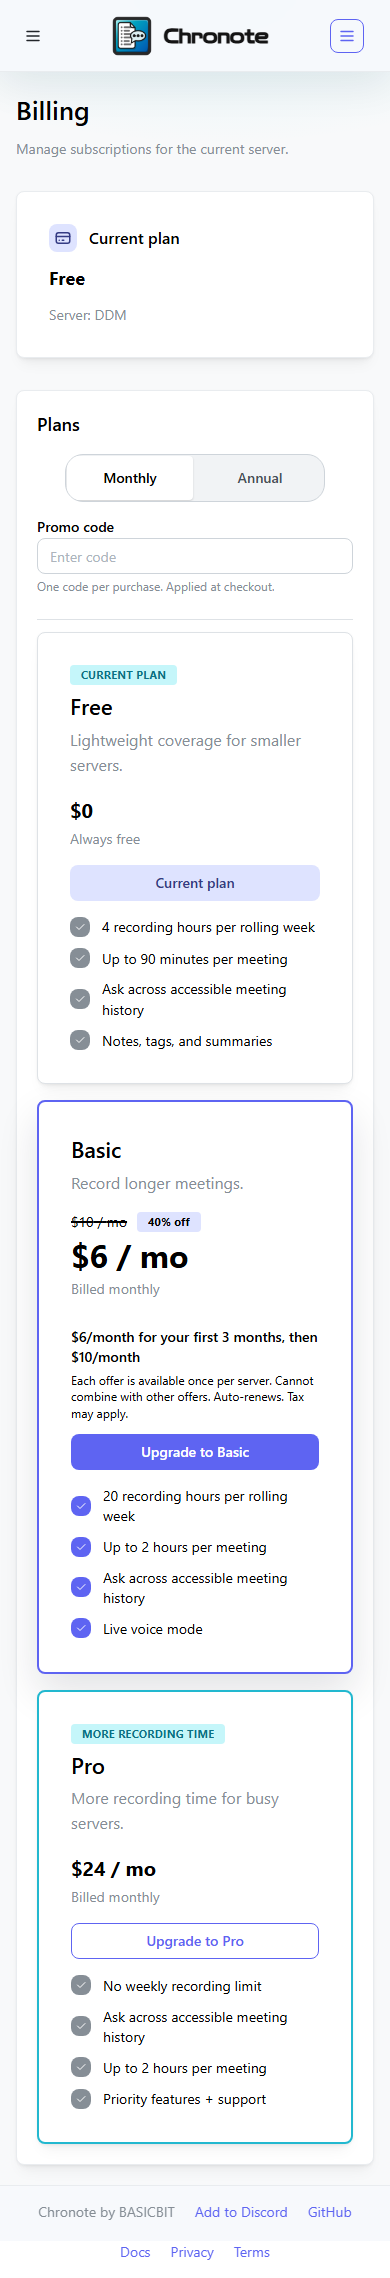 Chronote
Billing
Manage subscriptions for the current server.
Current plan
Free
Server: DDM
Plans
Monthly
Annual
Promo code
Enter code
One code per purchase. Applied at checkout.
CURRENT PLAN
Free
Lightweight coverage for smaller
servers.
$0
Always free
Current plan
4 recording hours per rolling week
Up to 90 minutes per meeting
Ask across accessible meeting
history
Notes, tags, and summaries
Basic
Record longer meetings.
$10 / mo 40% off
$6 / mo
Billed monthly
$6/month for your first 3 months, then
$10/month
Each offer is available once per server. Cannot
combine with other offers. Auto-renews. Tax
may apply.
Upgrade to Basic
20 recording hours per rolling
week
Up to 2 hours per meeting
Ask across accessible meeting
history
Live voice mode
MORE RECORDING TIME
Pro
More recording time for busy
servers.
$24 / mo
Billed monthly
Upgrade to Pro
No weekly recording limit
Ask across accessible meeting
history
Up to 2 hours per meeting
Priority features + support
Chronote by BASICBIT Add to Discord GitHub
Docs Privacy Terms